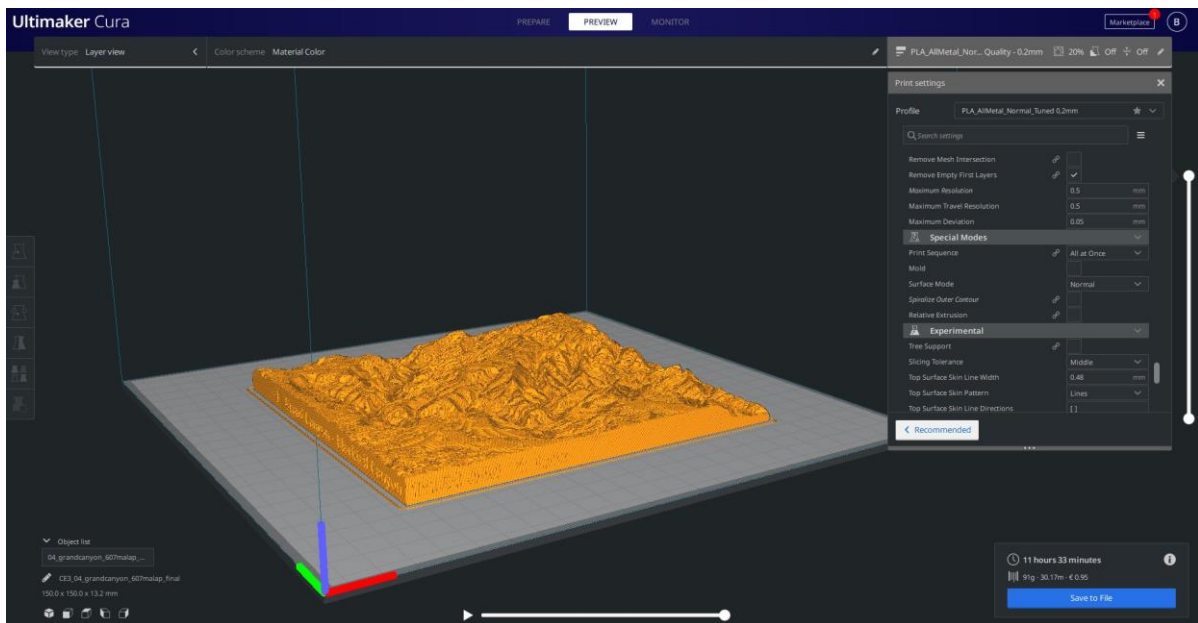 Ultimaker Cura
PREPARE PREVIEW MONITOR
Marketplace 1 B
View type Layer view
Color scheme Material Color
PLA_AllMetal_Nor... Quality - 0.2mm 20% Off Off
Print settings
Profile PLA_AllMetal_Normal_Tuned 0.2mm
Search settings
Remove Mesh Intersection
Remove Empty First Layers
Maximum Resolution 0.5 mm
Maximum Travel Resolution 0.5 mm
Maximum Deviation 0.05 mm
Special Modes
Print Sequence All at Once
Mold
Surface Mode Normal
Spiralize Outer Contour
Relative Extrusion
Experimental
Tree Support
Slicing Tolerance Middle
Top Surface Skin Line Width 0.48 mm
Top Surface Skin Pattern Lines
Top Surface Skin Line Directions [ ]
Recommended
Object list
04_grandcanyon_607malap_...
CE3_04_grandcanyon_607malap_final
150.0 x 150.0 x 13.2 mm
11 hours 33 minutes
91g · 30.17m · € 0.95
Save to File